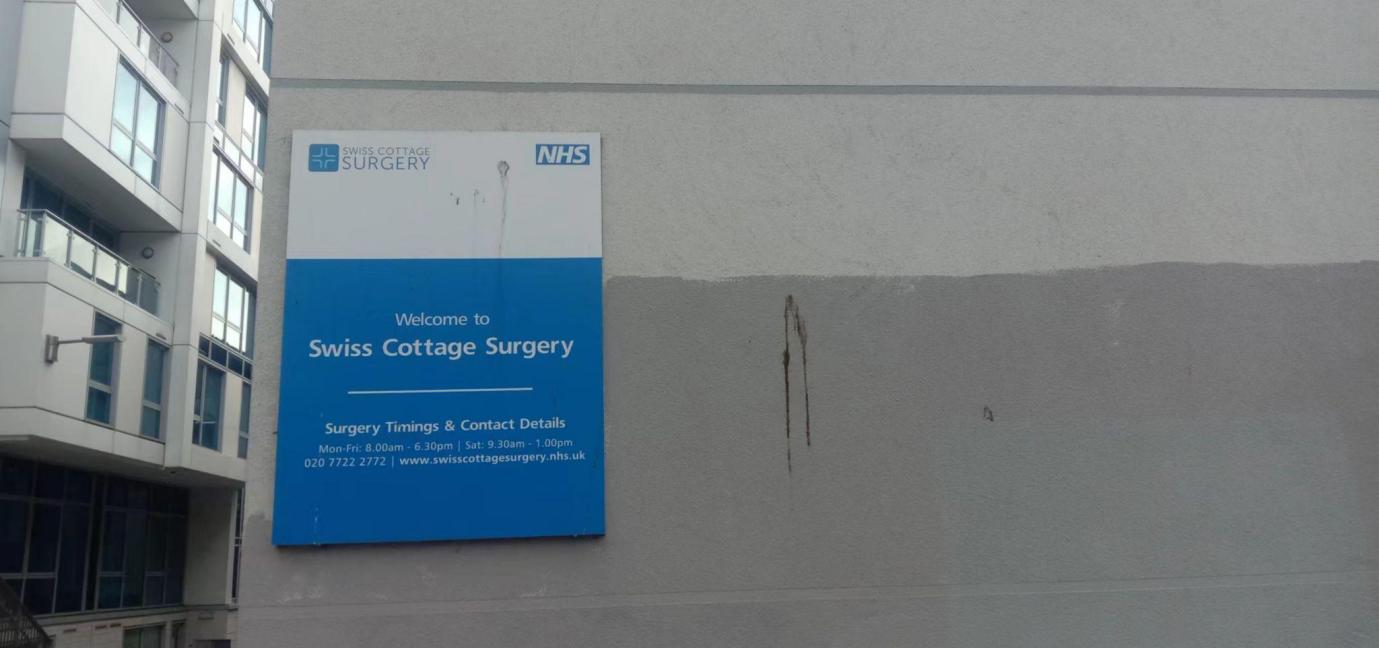 SWISS COTTAGE
SURGERY
NHS
Welcome to
Swiss Cottage Surgery
Surgery Timings & Contact Details
Mon-Fri: 8.00am - 6.30pm | Sat: 9.30am - 1.00pm
020 7722 2772 | www.swisscottagesurgery.nhs.uk